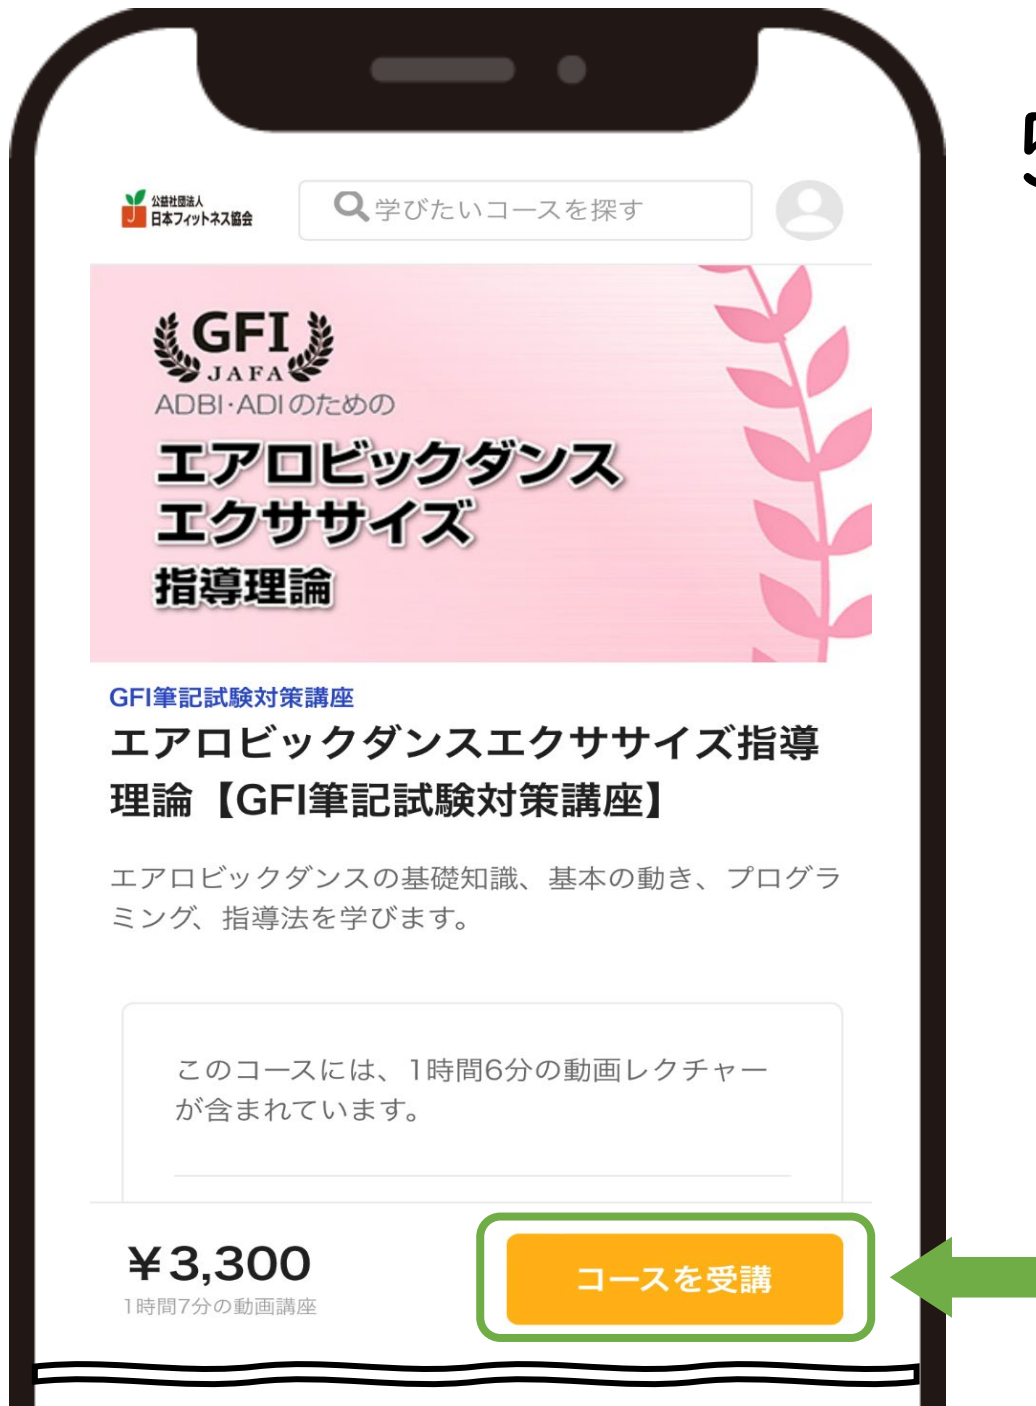 公益社団法人
日本フィットネス協会
学びたいコースを探す
GFI
JAFA
ADBI・ADIのための
エアロビックダンス
エクササイズ
指導理論
GFI筆記試験対策講座
エアロビックダンスエクササイズ指導
理論【GFI筆記試験対策講座】
エアロビックダンスの基礎知識、基本の動き、プログラ
ミング、指導法を学びます。
このコースには、1時間6分の動画レクチャー
が含まれています。
￥3,300
1時間7分の動画講座
コースを受講